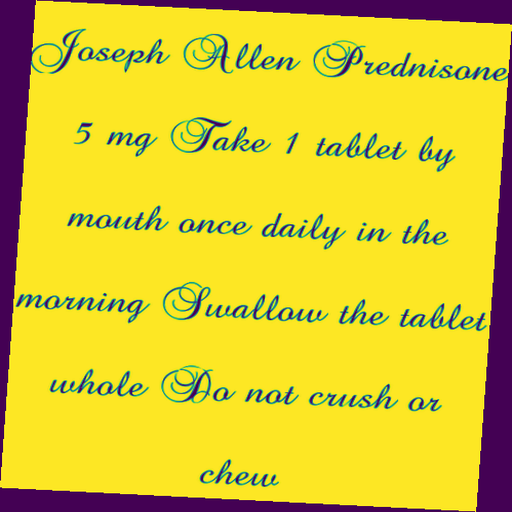 Joseph Allen Prednisone
5 mg Take 1 tablet by
mouth once daily in the
morning Swallow the tablet
whole Do not crush or
chew